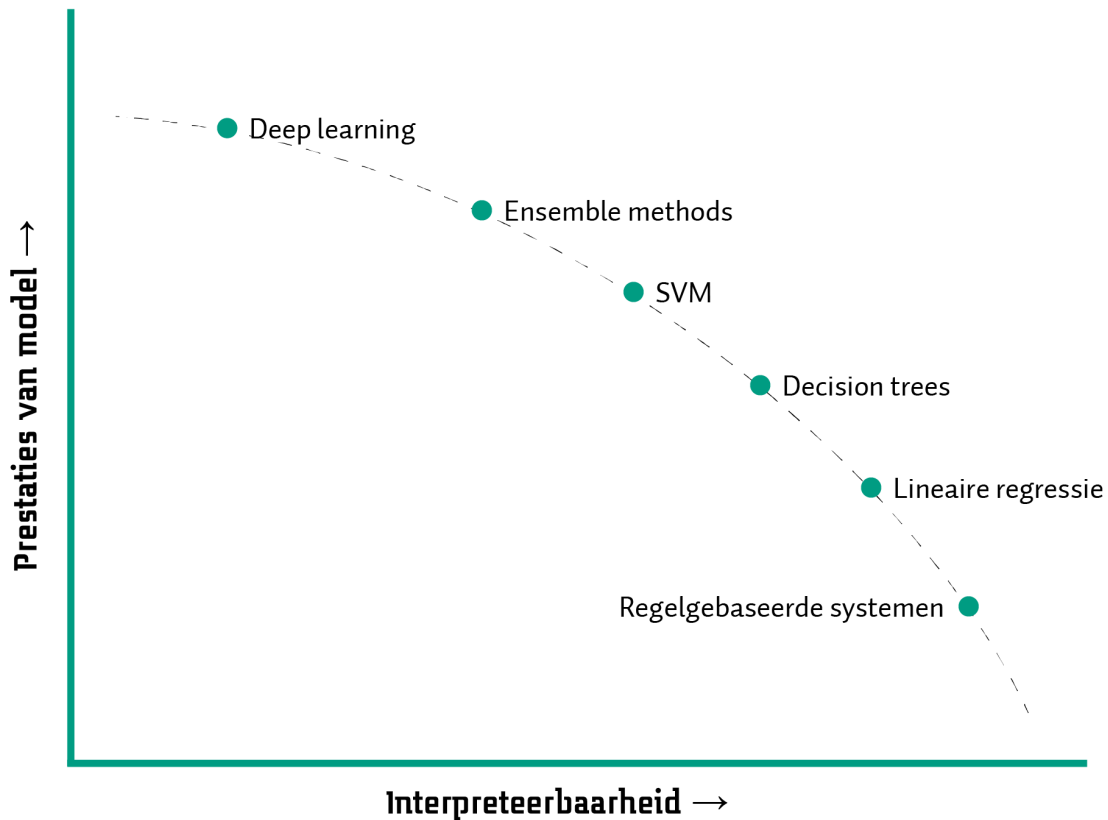 Deep learning
Ensemble methods
SVM
Decision trees
Lineaire regressie
Regelgebaseerde systemen
Prestaties van model →
Interpreteerbaarheid →